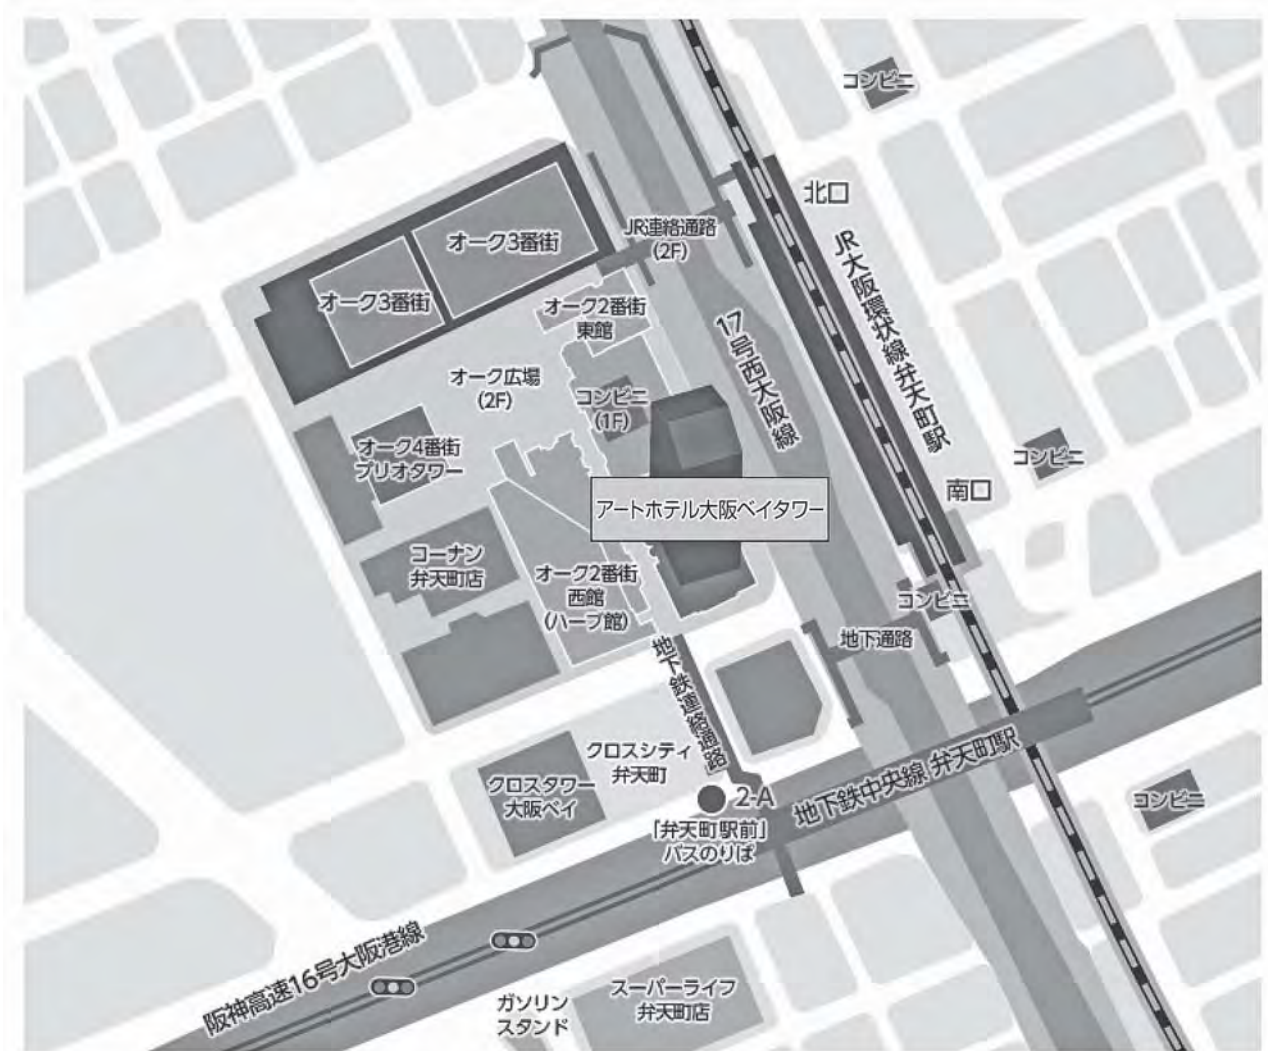 コンビニ
北口
JR連絡通路
(2F)
オーク3番街
オーク3番街
JR大阪環状線弁天町駅
オーク2番街
東館
17号西大阪線
オーク広場
(2F)
コンビニ
(1F)
オーク4番街
プリオタワー
コンビニ
南口
アートホテル大阪ベイタワー
コーナン
弁天町店
オーク2番街
西館
(ハーブ館)
コンビニ
地下通路
地下鉄連絡通路
クロスシティ
弁天町
クロスタワー
大阪ベイ
2-A
「弁天町駅前」
バスのりば
地下鉄中央線 弁天町駅
コンビニ
阪神高速16号大阪港線
ガソリン
スタンド
スーパーライフ
弁天町店